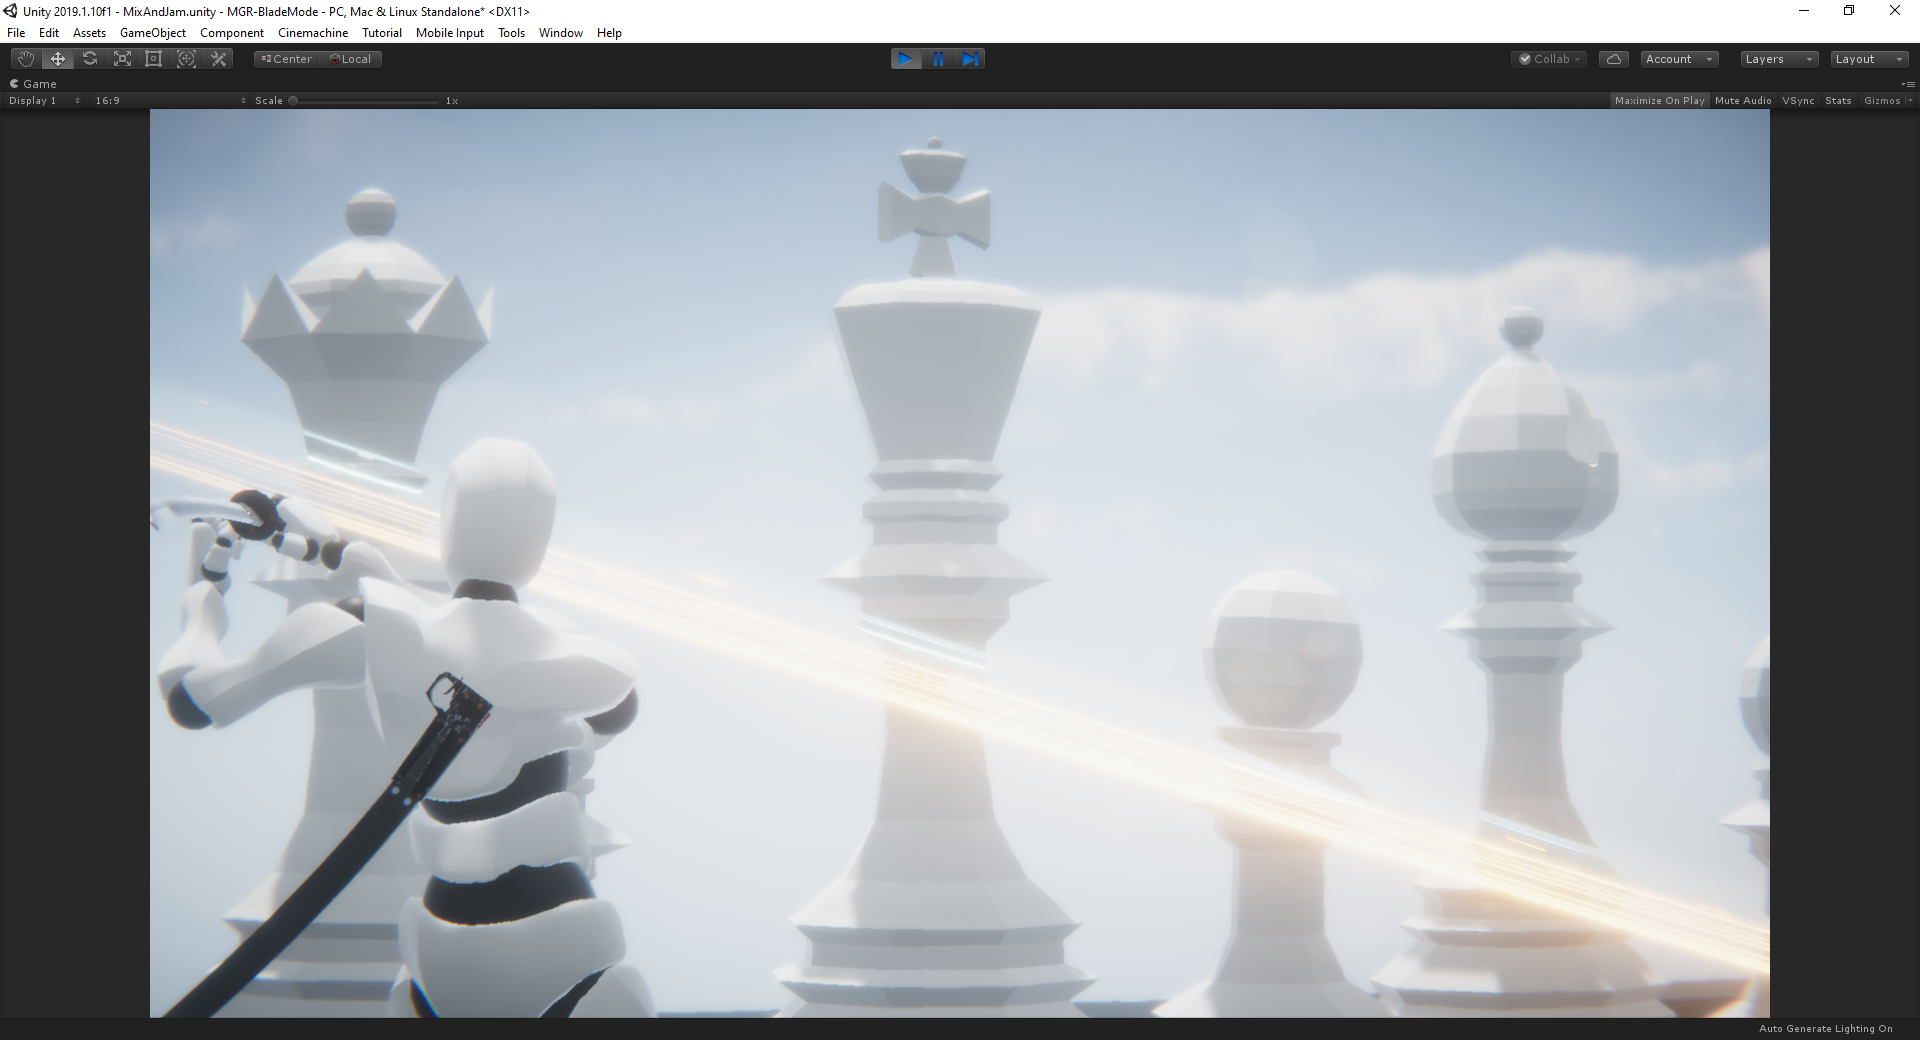 Unity 2019.1.10f1 - MixAndJam.unity - MGR-BladeMode - PC, Mac & Linux Standalone* <DX11>
File Edit Assets GameObject Component Cinemachine Tutorial Mobile Input Tools Window Help
Center Local Collab Account Layers Layout
Game
Display 1 16:9 Scale 1x Maximize On Play Mute Audio VSync Stats Gizmos
Auto Generate Lighting On